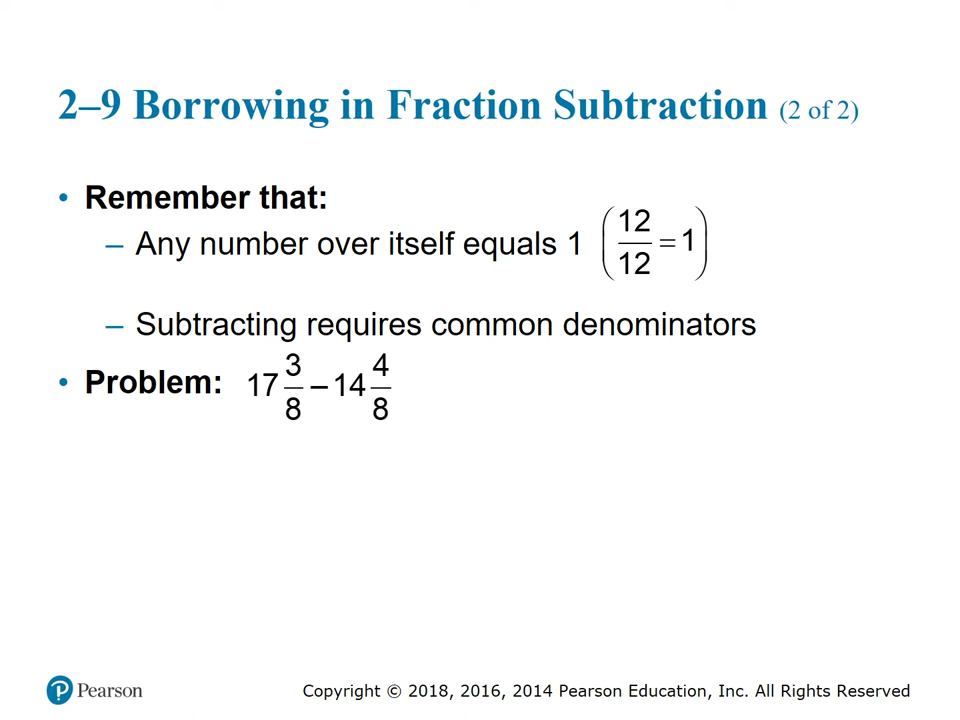 2–9 Borrowing in Fraction Subtraction (2 of 2)
• Remember that:
– Any number over itself equals 1 (12/12 = 1)
– Subtracting requires common denominators
• Problem: 17 3/8 – 14 4/8
Pearson
Copyright © 2018, 2016, 2014 Pearson Education, Inc. All Rights Reserved